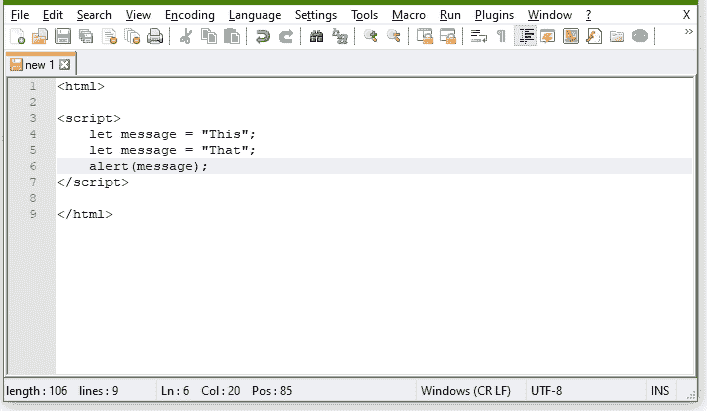 File Edit Search View Encoding Language Settings Tools Macro Run Plugins Window ? X
new 1
1 <html>
2
3 <script>
4 let message = "This";
5 let message = "That";
6 alert(message);
7 </script>
8
9 </html>
length : 106 lines : 9 Ln : 6 Col : 20 Pos : 85 Windows (CR LF) UTF-8 INS